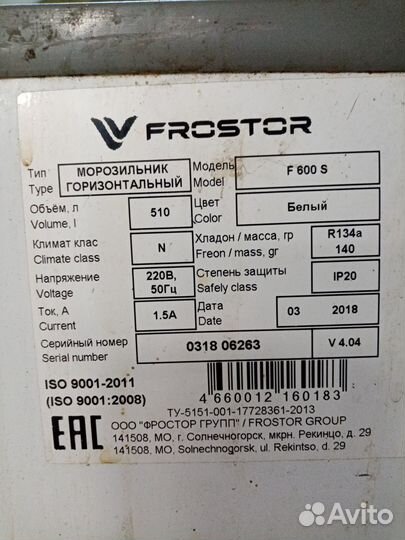 FROSTOR
Тип МОРОЗИЛЬНИК Модель F 600 S
Type ГОРИЗОНТАЛЬНЫЙ Model
Объём, л 510 Цвет Белый
Volume, l Color
Климат клас N Хладон / масса, гр R134a
Climate class Freon / mass, gr 140
Напряжение 220В, Степень защиты IP20
Voltage 50Гц Safely class
Ток, А 1.5А Дата 03 2018
Current Date
Серийный номер 0318 06263 V 4.04
Serial number
ISO 9001-2011
(ISO 9001:2008)
4 660012 160183
ТУ-5151-001-17728361-2013
EAC
ООО "ФРОСТОР ГРУПП" / FROSTOR GROUP
141508, МО, г. Солнечногорск, мкрн. Рекинцо, д. 29
141508, MO, Solnechnogorsk, ul. Rekintso, d. 29
Avito